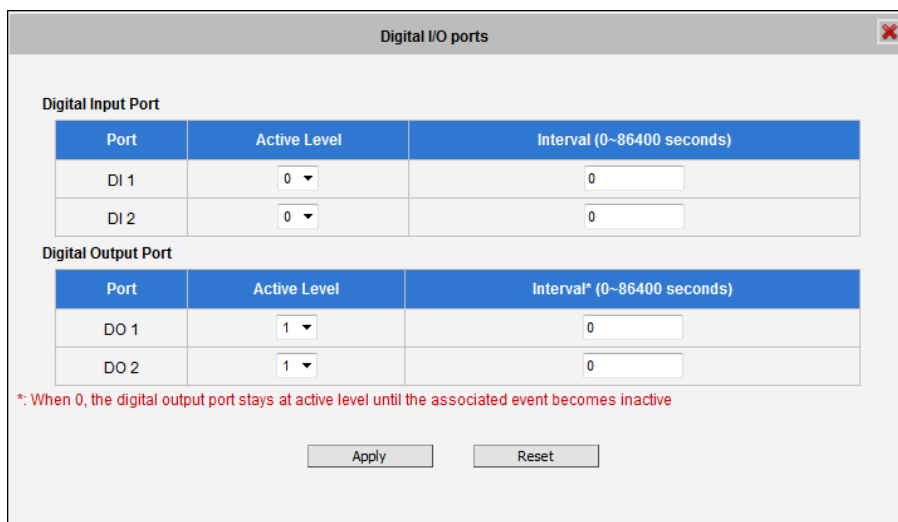 Digital I/O ports
Digital Input Port
Port Active Level Interval (0~86400 seconds)
DI 1 0 0
DI 2 0 0
Digital Output Port
Port Active Level Interval* (0~86400 seconds)
DO 1 1 0
DO 2 1 0
*: When 0, the digital output port stays at active level until the associated event becomes inactive
Apply Reset